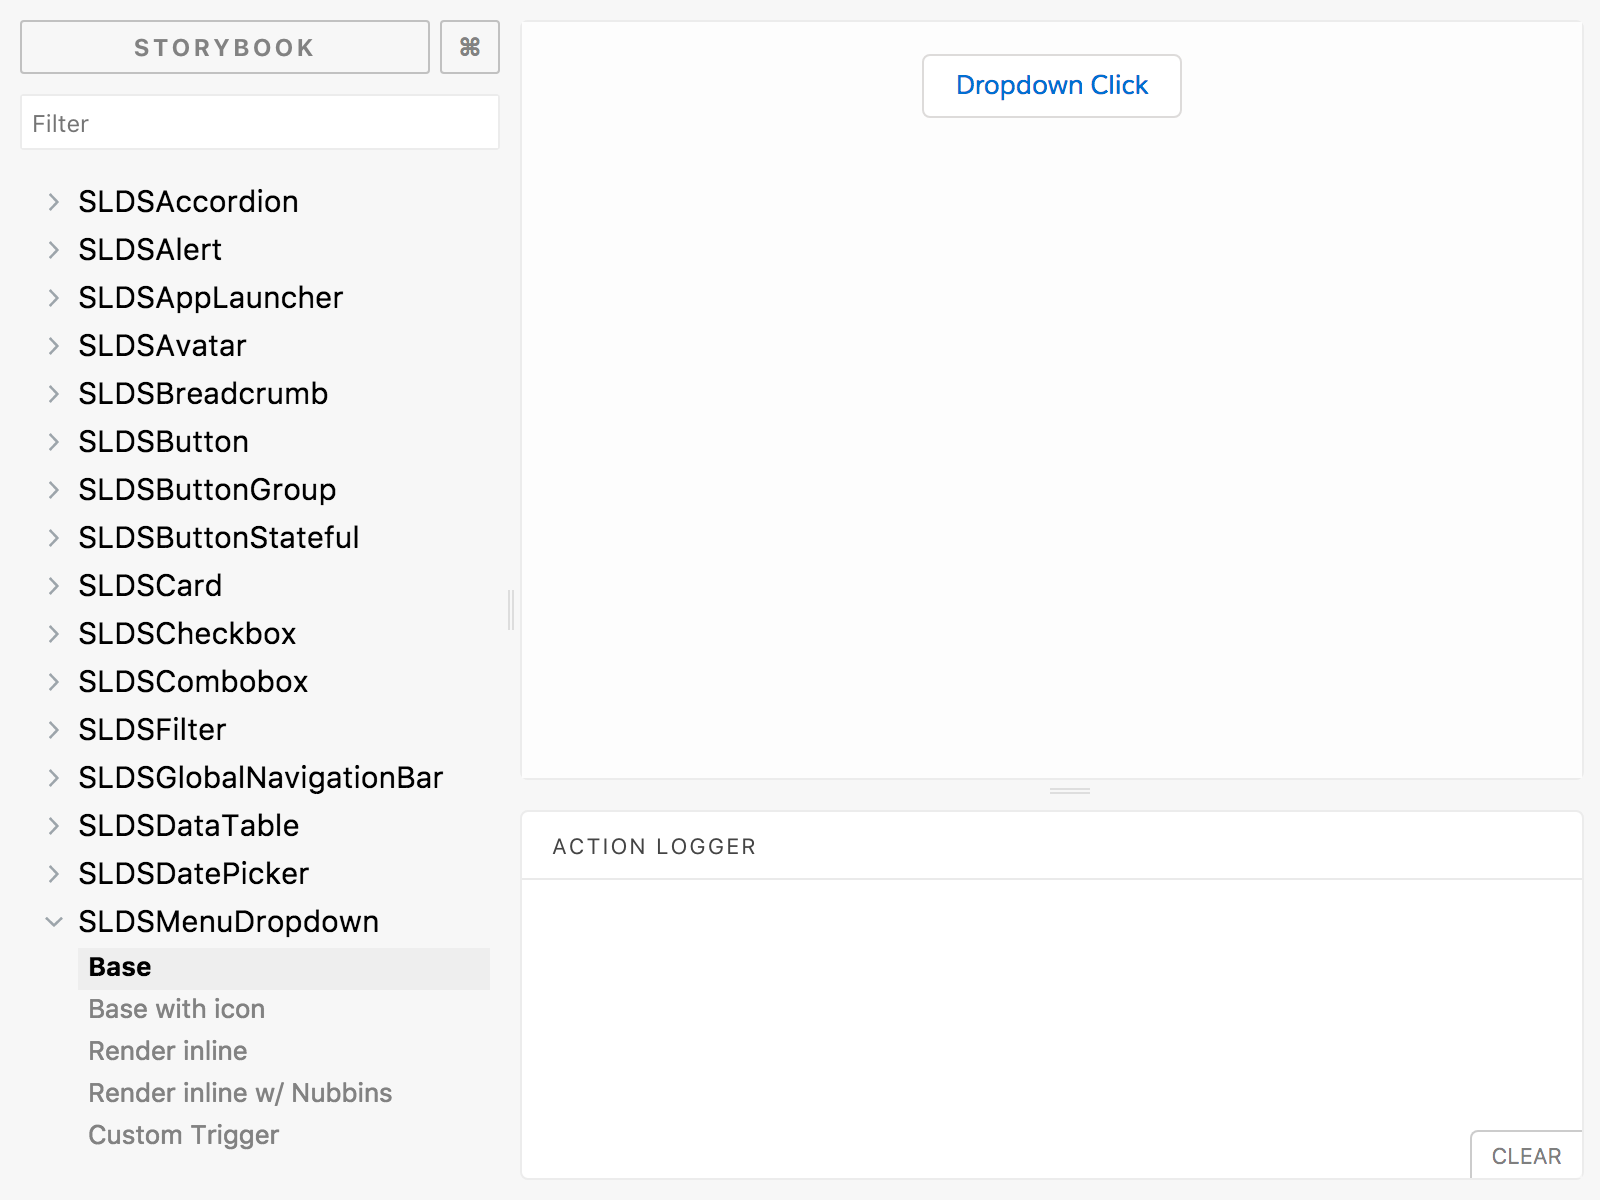 STORYBOOK
⌘
Filter
SLDSAccordion
SLDSAlert
SLDSAppLauncher
SLDSAvatar
SLDSBreadcrumb
SLDSButton
SLDSButtonGroup
SLDSButtonStateful
SLDSCard
SLDSCheckbox
SLDSCombobox
SLDSFilter
SLDSGlobalNavigationBar
SLDSDataTable
SLDSDatePicker
SLDSMenuDropdown
Base
Base with icon
Render inline
Render inline w/ Nubbins
Custom Trigger
Dropdown Click
ACTION LOGGER
CLEAR